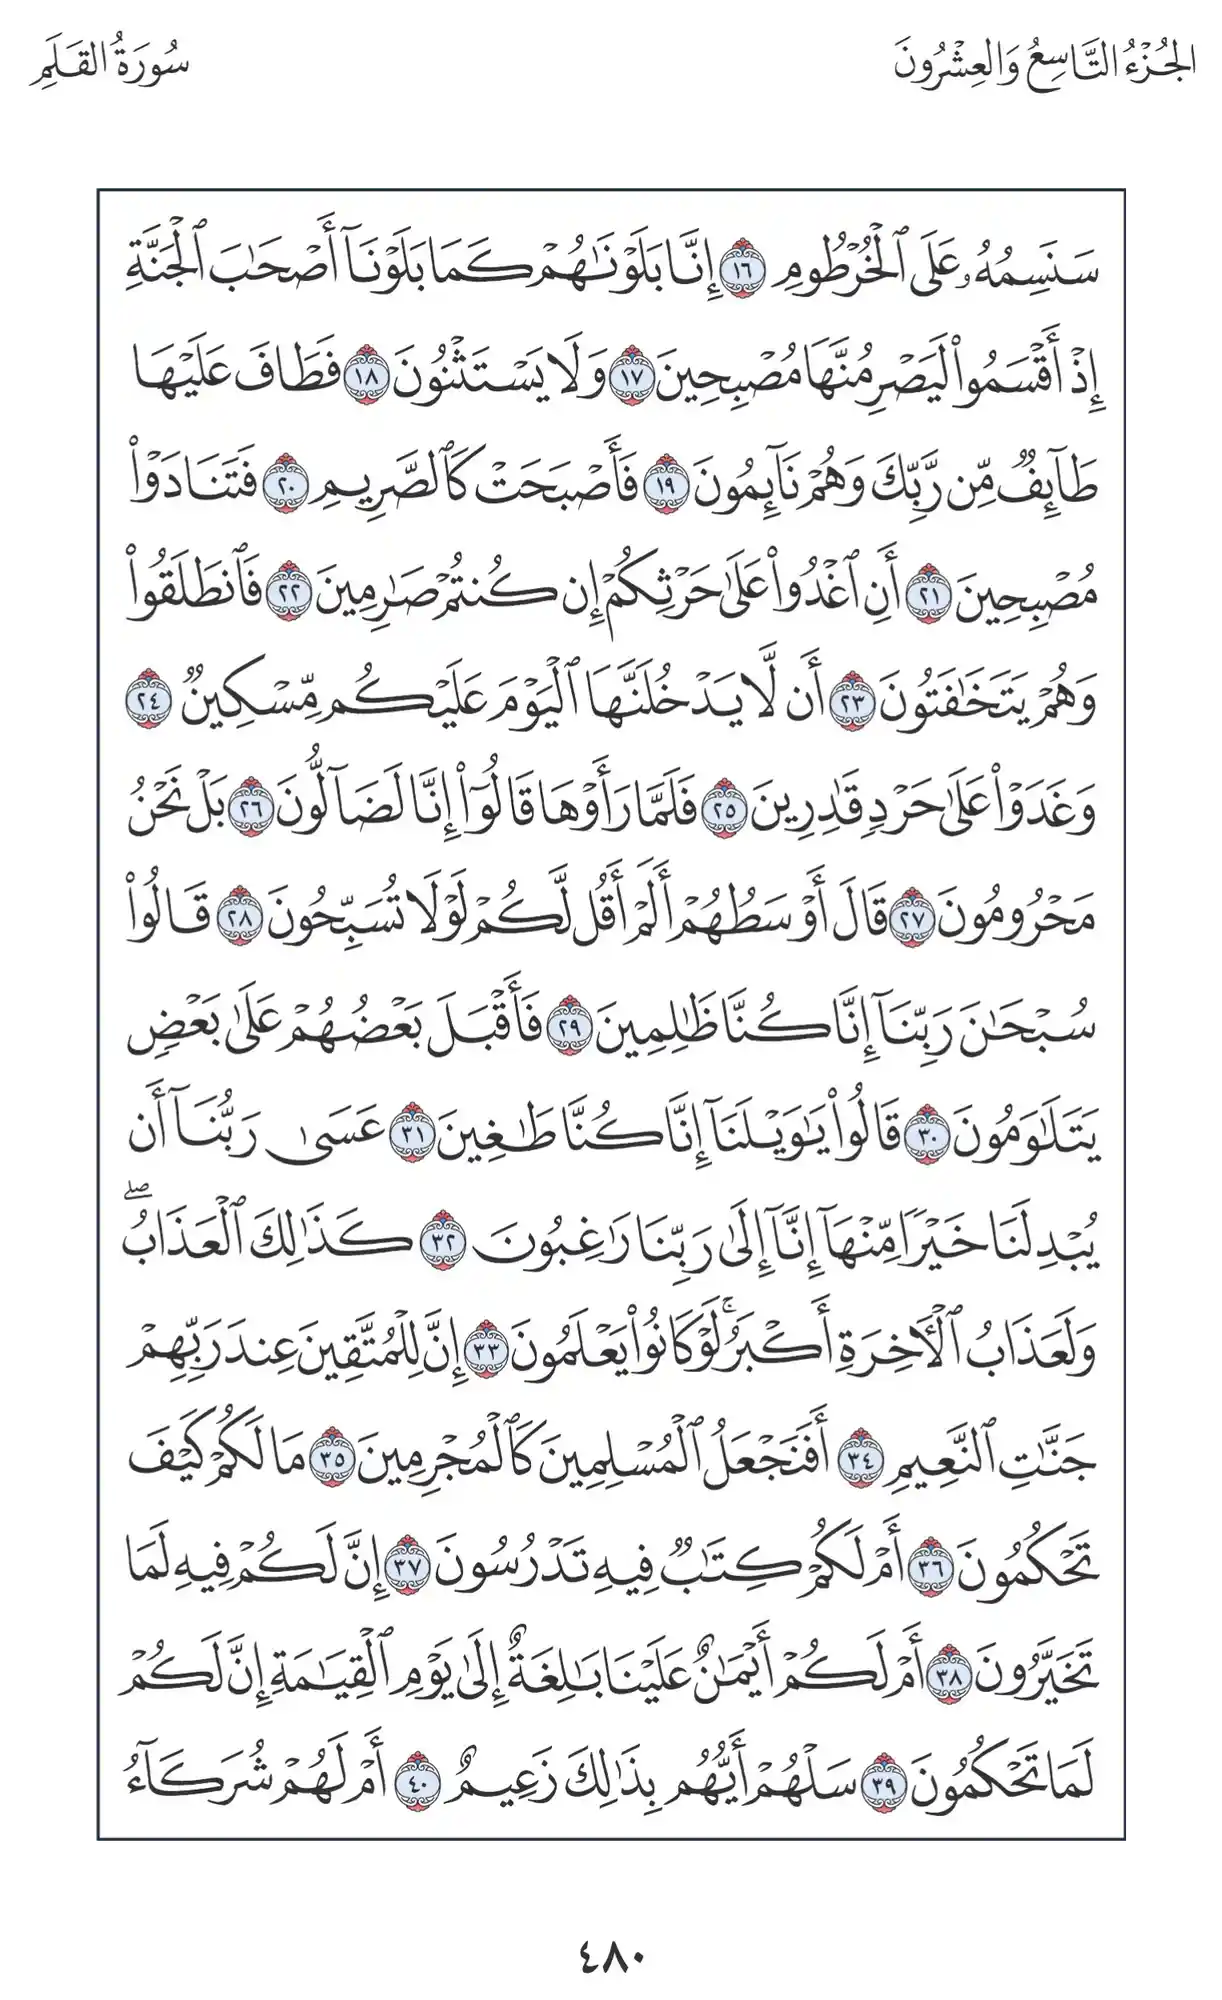 الجُزْءُ التَّاسِعُ وَالعِشْرُونَ
سُورَةُ القَلَمِ
سَنَسِمُهُۥ عَلَى ٱلْخُرْطُومِ ١٦ إِنَّا بَلَوْنَٰهُمْ كَمَا بَلَوْنَآ أَصْحَٰبَ ٱلْجَنَّةِ
إِذْ أَقْسَمُوا۟ لَيَصْرِمُنَّهَا مُصْبِحِينَ ١٧ وَلَا يَسْتَثْنُونَ ١٨ فَطَافَ عَلَيْهَا
طَآئِفٌ مِّن رَّبِّكَ وَهُمْ نَآئِمُونَ ١٩ فَأَصْبَحَتْ كَٱلصَّرِيمِ ٢٠ فَتَنَادَوْا۟
مُصْبِحِينَ ٢١ أَنِ ٱغْدُوا۟ عَلَىٰ حَرْثِكُمْ إِن كُنتُمْ صَٰرِمِينَ ٢٢ فَٱنطَلَقُوا۟
وَهُمْ يَتَخَٰفَتُونَ ٢٣ أَن لَّا يَدْخُلَنَّهَا ٱلْيَوْمَ عَلَيْكُم مِّسْكِينٌ ٢٤
وَغَدَوْا۟ عَلَىٰ حَرْدٍ قَٰدِرِينَ ٢٥ فَلَمَّا رَأَوْهَا قَالُوٓا۟ إِنَّا لَضَآلُّونَ ٢٦ بَلْ نَحْنُ
مَحْرُومُونَ ٢٧ قَالَ أَوْسَطُهُمْ أَلَمْ أَقُل لَّكُمْ لَوْلَا تُسَبِّحُونَ ٢٨ قَالُوا۟
سُبْحَٰنَ رَبِّنَآ إِنَّا كُنَّا ظَٰلِمِينَ ٢٩ فَأَقْبَلَ بَعْضُهُمْ عَلَىٰ بَعْضٍ
يَتَلَٰوَمُونَ ٣٠ قَالُوا۟ يَٰوَيْلَنَآ إِنَّا كُنَّا طَٰغِينَ ٣١ عَسَىٰ رَبُّنَآ أَن
يُبْدِلَنَا خَيْرًا مِّنْهَآ إِنَّآ إِلَىٰ رَبِّنَا رَٰغِبُونَ ٣٢ كَذَٰلِكَ ٱلْعَذَابُ ۖ
وَلَعَذَابُ ٱلْأَخِرَةِ أَكْبَرُ ۚ لَوْ كَانُوا۟ يَعْلَمُونَ ٣٣ إِنَّ لِلْمُتَّقِينَ عِندَ رَبِّهِمْ
جَنَّٰتِ ٱلنَّعِيمِ ٣٤ أَفَنَجْعَلُ ٱلْمُسْلِمِينَ كَٱلْمُجْرِمِينَ ٣٥ مَا لَكُمْ كَيْفَ
تَحْكُمُونَ ٣٦ أَمْ لَكُمْ كِتَٰبٌ فِيهِ تَدْرُسُونَ ٣٧ إِنَّ لَكُمْ فِيهِ لَمَا
تَخَيَّرُونَ ٣٨ أَمْ لَكُمْ أَيْمَٰنٌ عَلَيْنَا بَٰلِغَةٌ إِلَىٰ يَوْمِ ٱلْقِيَٰمَةِ إِنَّ لَكُمْ
لَمَا تَحْكُمُونَ ٣٩ سَلْهُمْ أَيُّهُم بِذَٰلِكَ زَعِيمٌ ٤٠ أَمْ لَهُمْ شُرَكَآءُ
٤٨٠